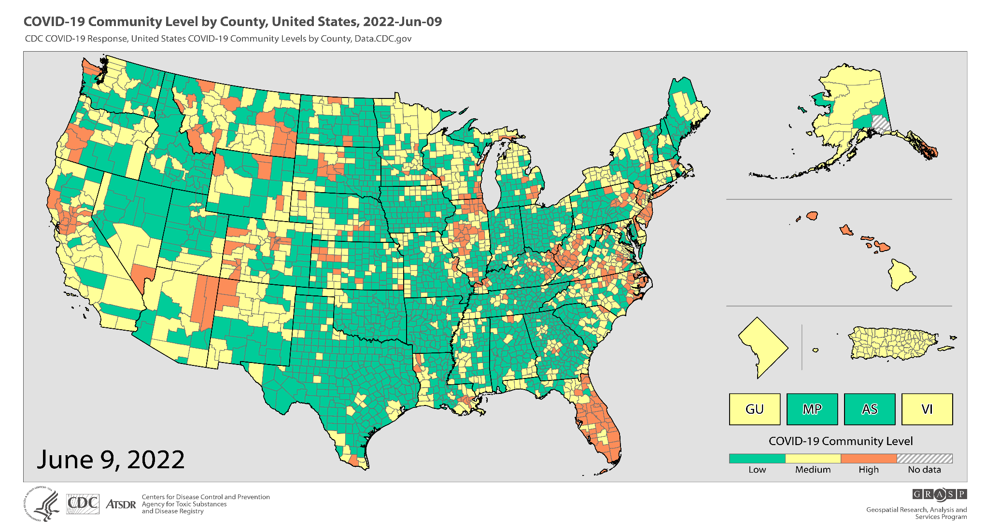 COVID-19 Community Level by County, United States, 2022-Jun-09
CDC COVID-19 Response, United States COVID-19 Community Levels by County, Data.CDC.gov
GU
MP
AS
VI
COVID-19 Community Level
Low
Medium
High
No data
June 9, 2022
CDC
ATSDR
Centers for Disease Control and Prevention
Agency for Toxic Substances
and Disease Registry
GRASP
Geospatial Research, Analysis and
Services Program